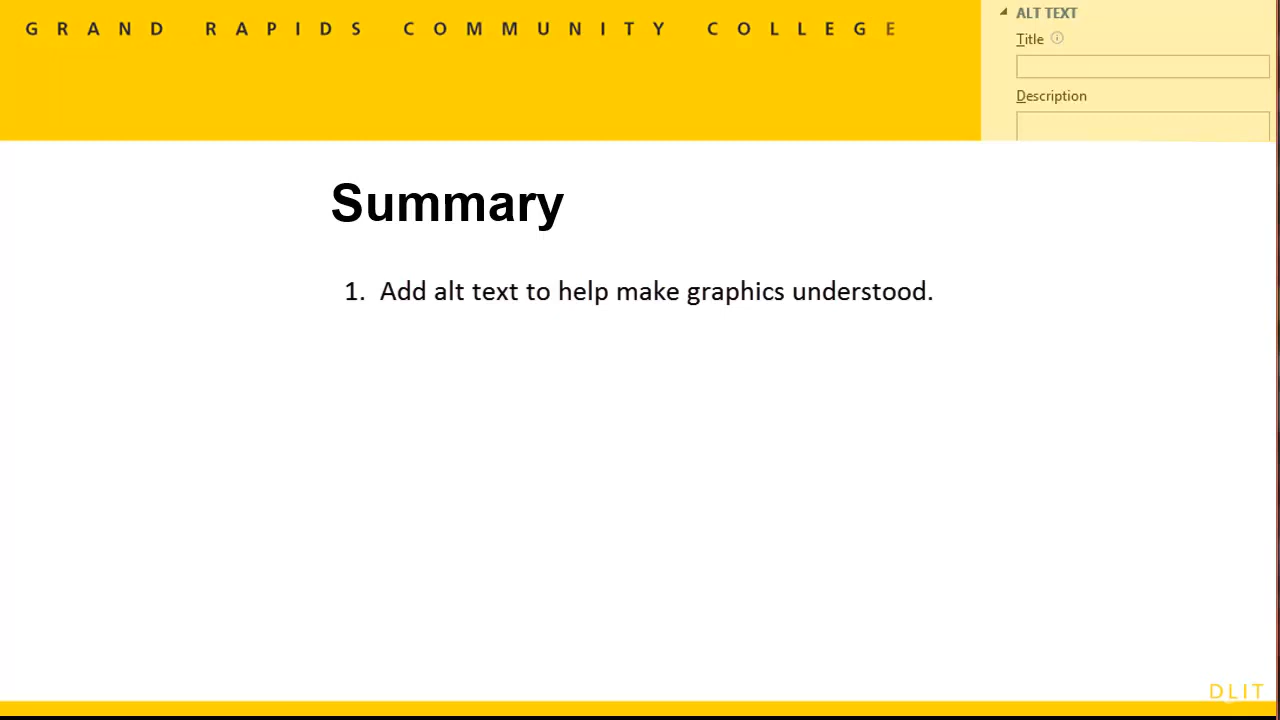 GRAND RAPIDS COMMUNITY COLLEGE
ALT TEXT
Title
Description
Summary
1. Add alt text to help make graphics understood.
DLIT